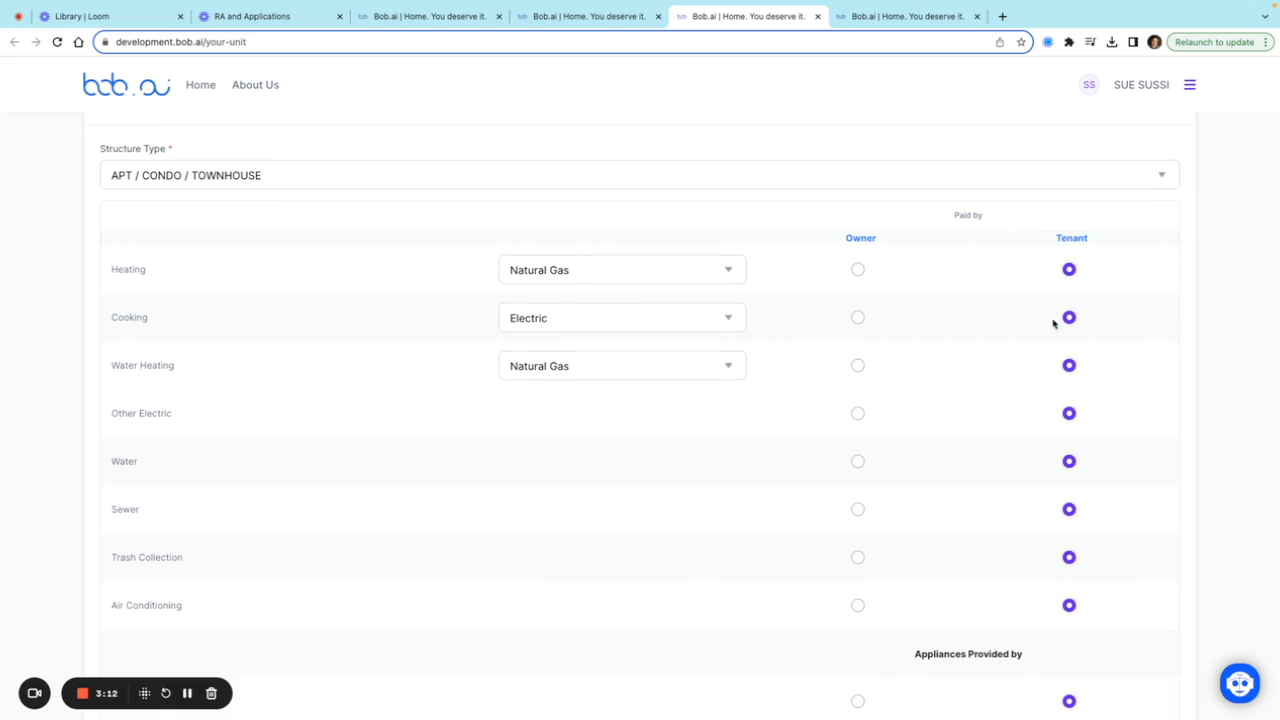 Library | Loom
RA and Applications
Bob.ai | Home. You deserve it.
Bob.ai | Home. You deserve it.
Bob.ai | Home. You deserve it.
Bob.ai | Home. You deserve it.
development.bob.ai/your-unit
Relaunch to update
bob.ai
Home
About Us
SS
SUE SUSSI
Structure Type *
APT / CONDO / TOWNHOUSE
Paid by
Owner
Tenant
Heating
Natural Gas
Cooking
Electric
Water Heating
Natural Gas
Other Electric
Water
Sewer
Trash Collection
Air Conditioning
Appliances Provided by
3:12